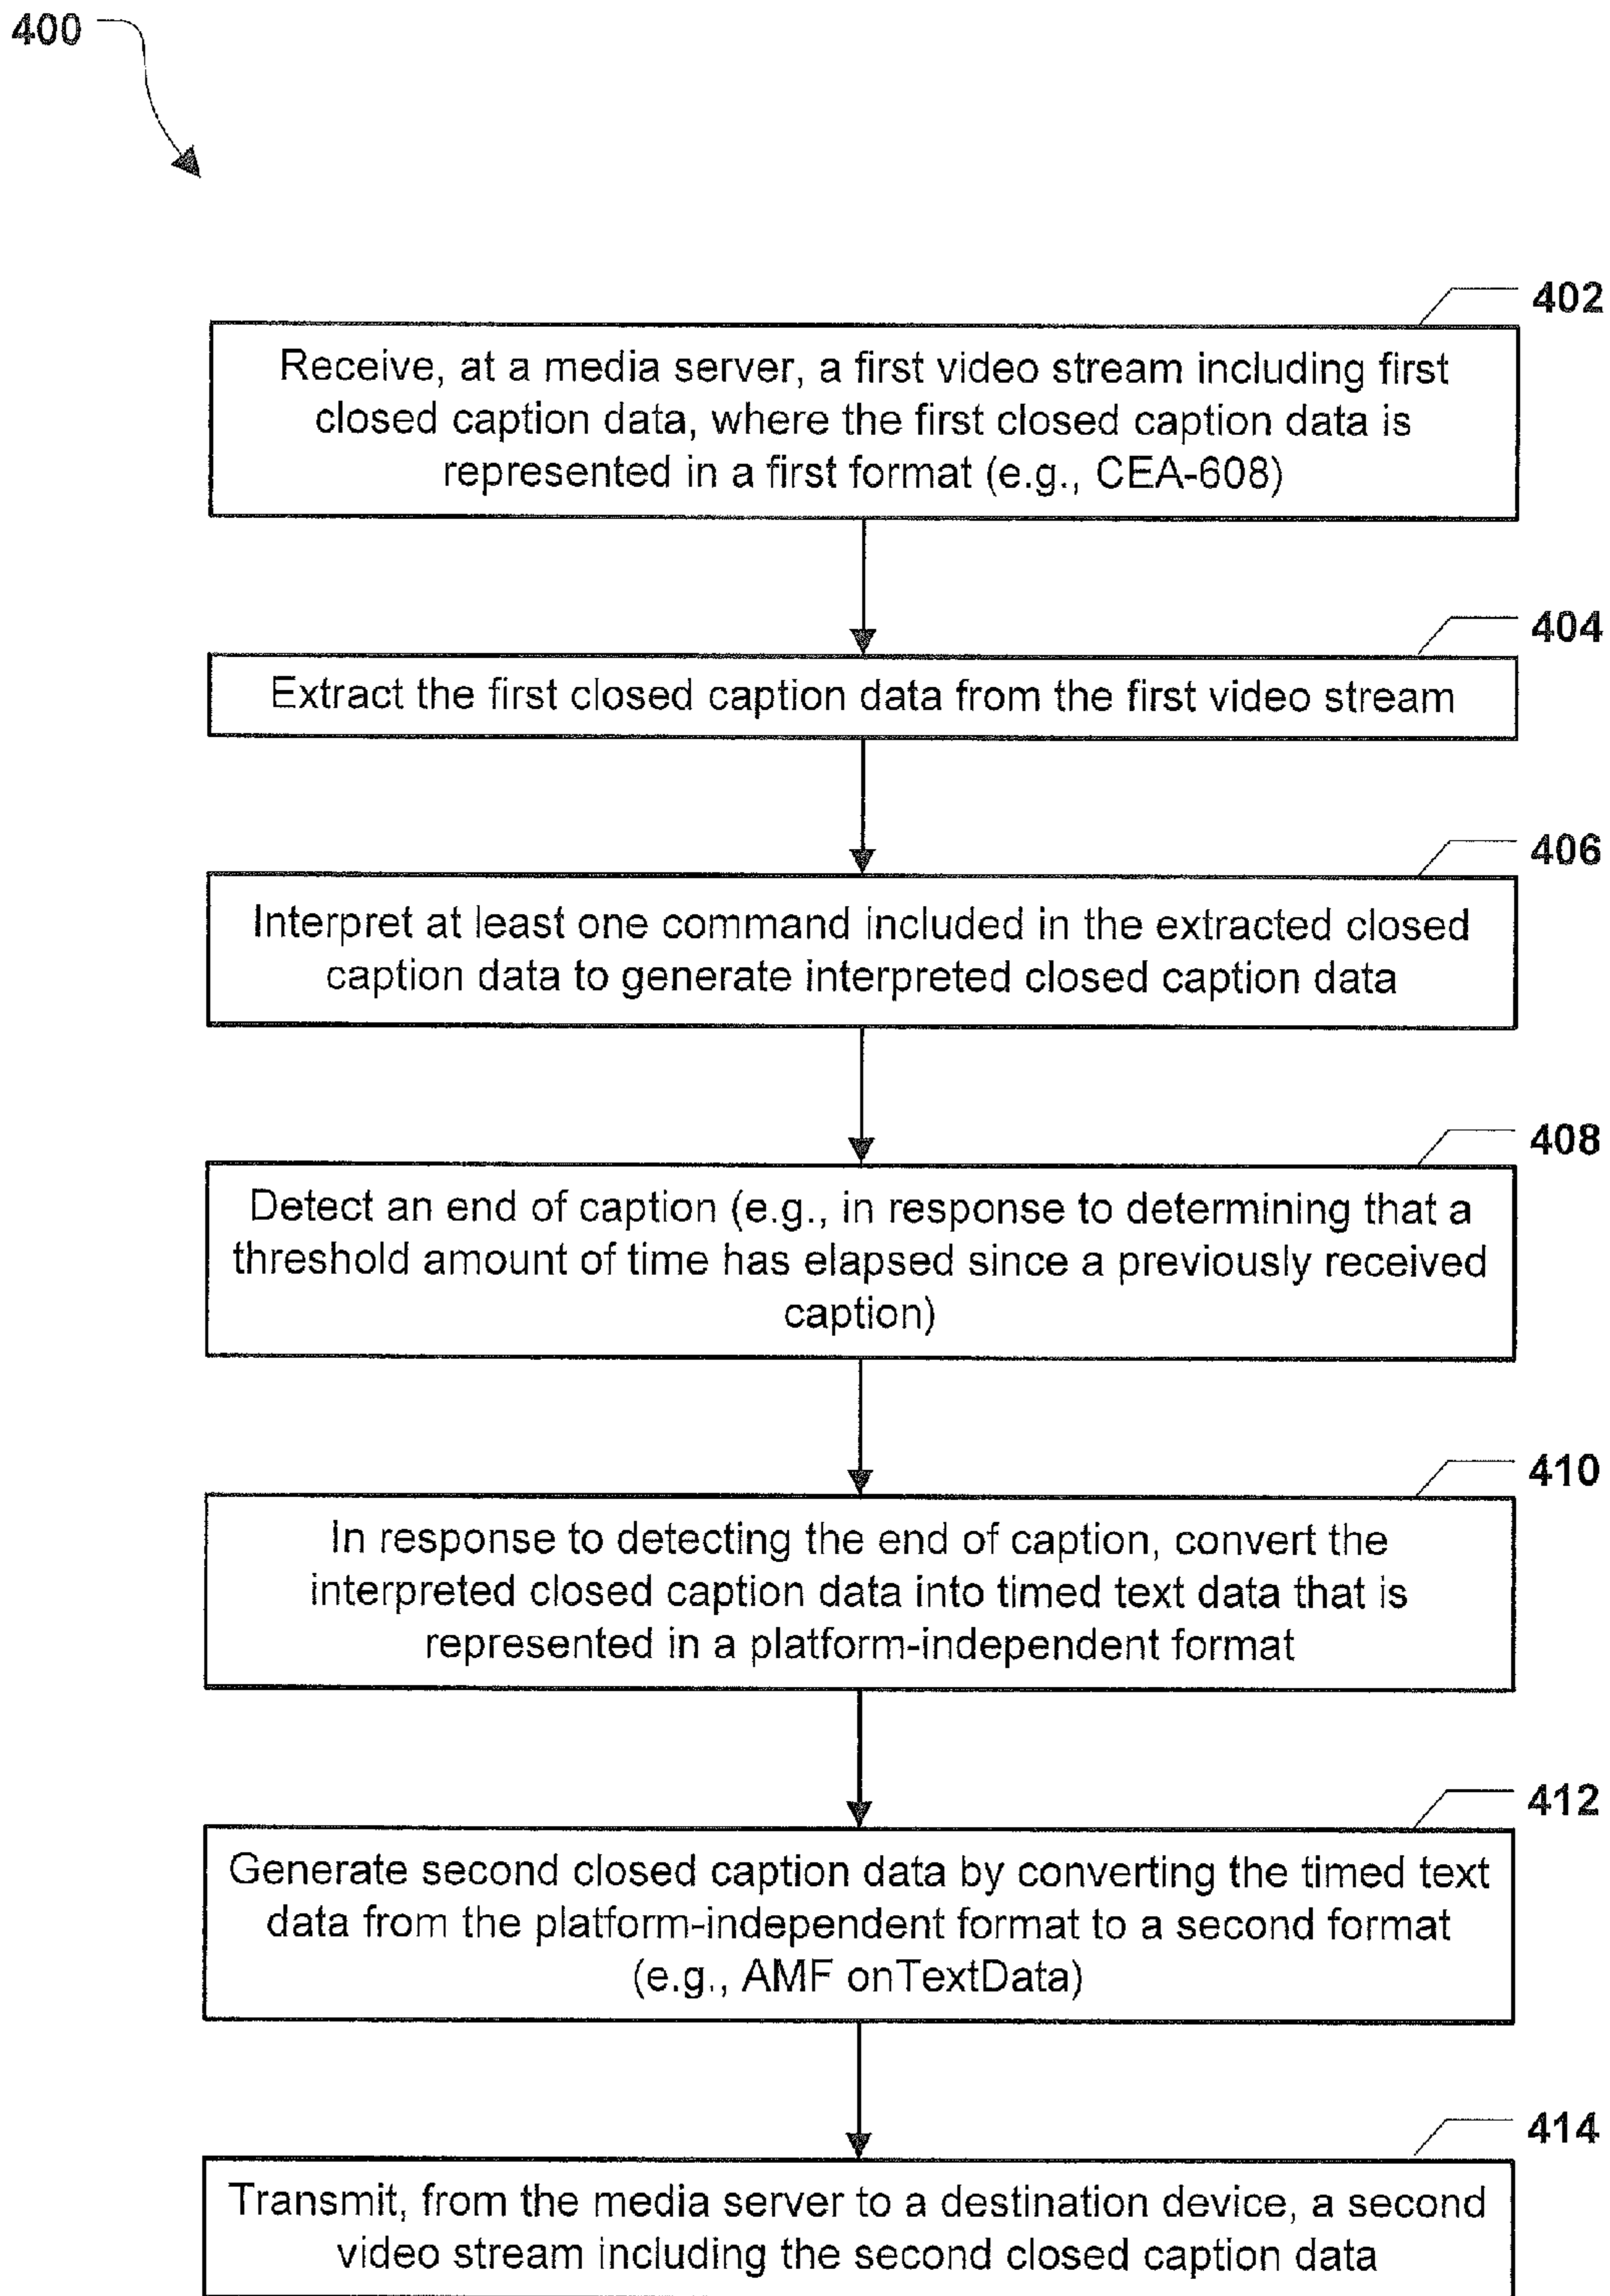 400
402
Receive, at a media server, a first video stream including first
closed caption data, where the first closed caption data is
represented in a first format (e.g., CEA-608)
404
Extract the first closed caption data from the first video stream
406
Interpret at least one command included in the extracted closed
caption data to generate interpreted closed caption data
408
Detect an end of caption (e.g., in response to determining that a
threshold amount of time has elapsed since a previously received
caption)
410
In response to detecting the end of caption, convert the
interpreted closed caption data into timed text data that is
represented in a platform-independent format
412
Generate second closed caption data by converting the timed text
data from the platform-independent format to a second format
(e.g., AMF onTextData)
414
Transmit, from the media server to a destination device, a second
video stream including the second closed caption data